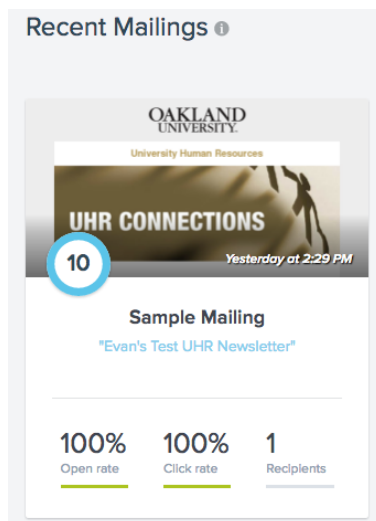 Recent Mailings
OAKLAND
UNIVERSITY.
University Human Resources
UHR CONNECTIONS
10
Yesterday at 2:29 PM
Sample Mailing
"Evan's Test UHR Newsletter"
100% 100% 1
Open rate Click rate Recipients